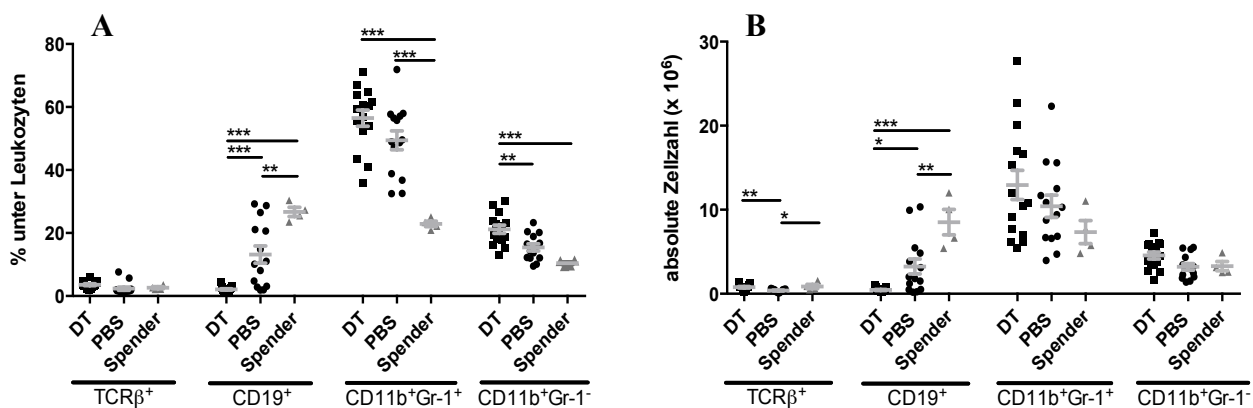 A
% unter Leukozyten
80
60
40
20
0
***
***
***
***
**
***
**
DT
PBS
Spender
DT
PBS
Spender
DT
PBS
Spender
DT
PBS
Spender
TCRβ⁺
CD19⁺
CD11b⁺Gr-1⁺
CD11b⁺Gr-1⁻
B
absolute Zellzahl (x 10⁶)
30
20
10
0
**
*
***
*
**
DT
PBS
Spender
DT
PBS
Spender
DT
PBS
Spender
DT
PBS
Spender
TCRβ⁺
CD19⁺
CD11b⁺Gr-1⁺
CD11b⁺Gr-1⁻